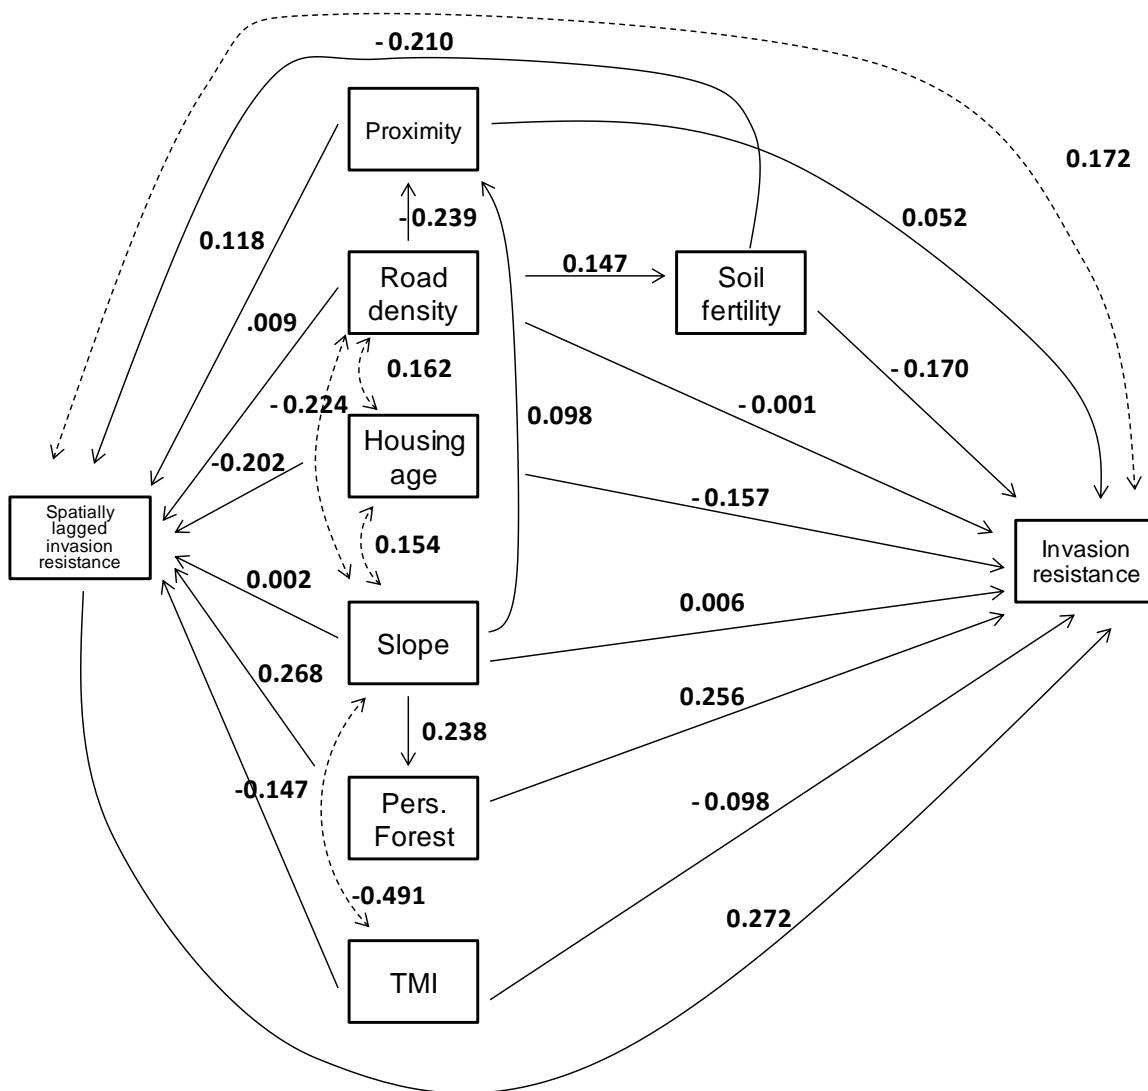 - 0.210
Proximity
0.172
0.052
-0.239
0.118
0.147
Road
density
Soil
fertility
.009
0.162
- 0.170
- 0.224
- 0.001
0.098
Housing
age
-0.202
- 0.157
Spatially
lagged
invasion
resistance
0.154
Invasion
resistance
0.002
0.006
Slope
0.268
0.256
0.238
-0.147
- 0.098
Pers.
Forest
-0.491
0.272
TMI